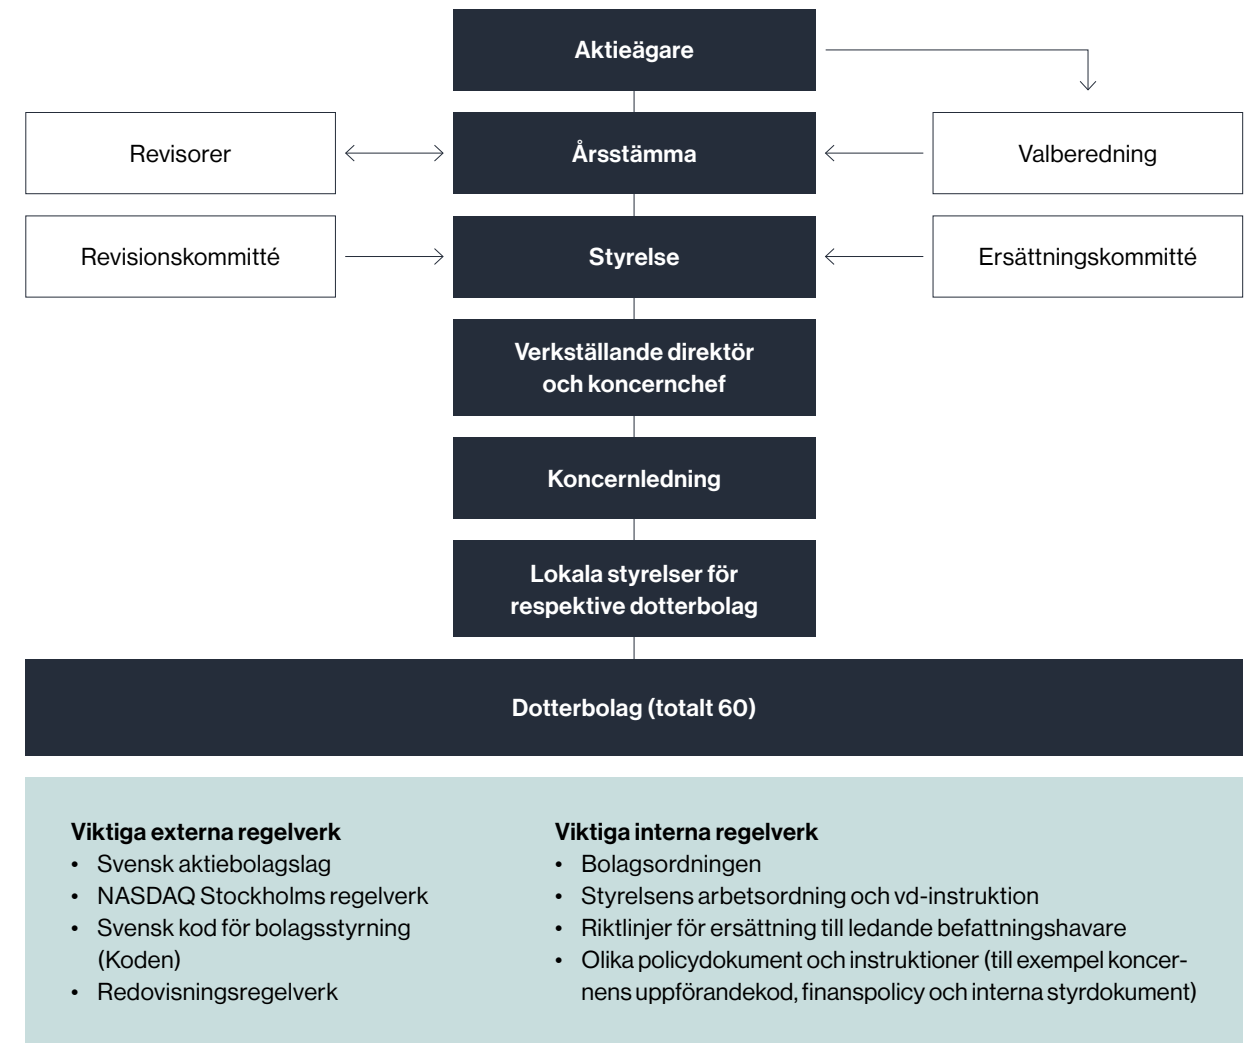 Aktieägare
Revisorer
Årsstämma
Valberedning
Revisionskommitté
Styrelse
Ersättningskommitté
Verkställande direktör
och koncernchef
Koncernledning
Lokala styrelser för
respektive dotterbolag
Dotterbolag (totalt 60)
Viktiga externa regelverk
• Svensk aktiebolagslag
• NASDAQ Stockholms regelverk
• Svensk kod för bolagsstyrning
(Koden)
• Redovisningsregelverk
Viktiga interna regelverk
• Bolagsordningen
• Styrelsens arbetsordning och vd-instruktion
• Riktlinjer för ersättning till ledande befattningshavare
• Olika policydokument och instruktioner (till exempel koncer-
nens uppförandekod, finanspolicy och interna styrdokument)